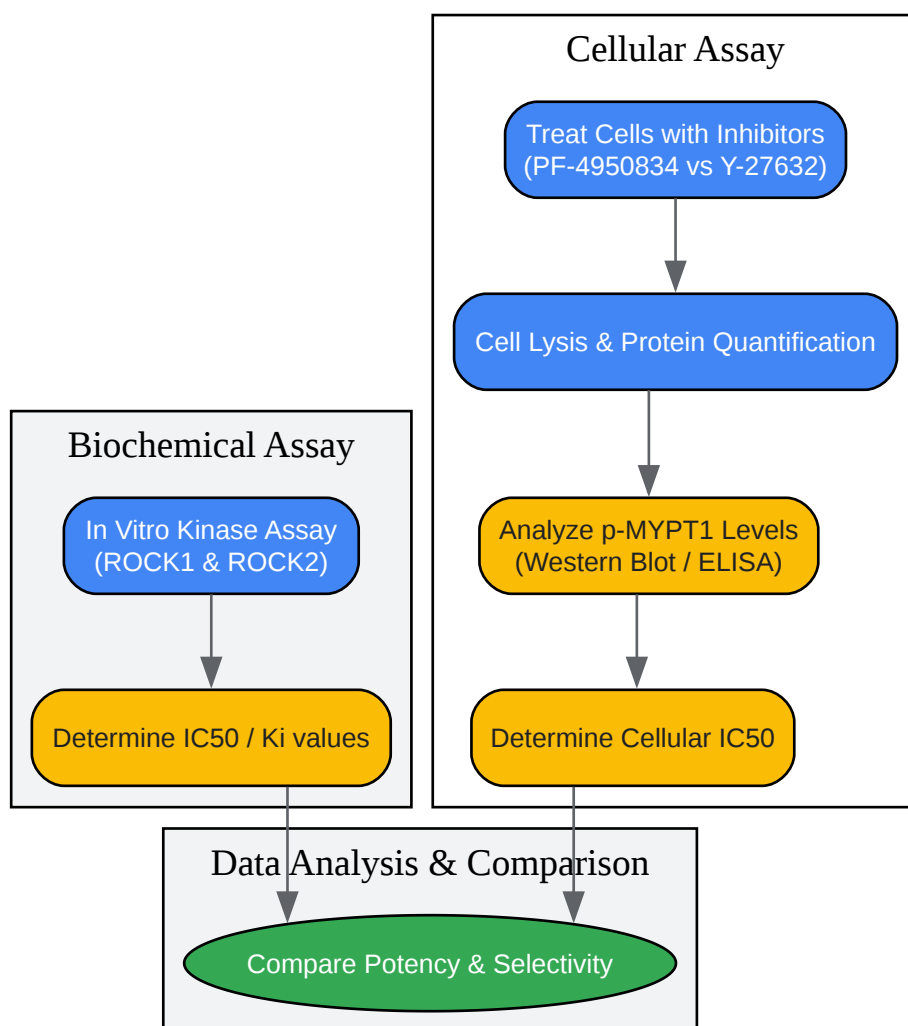 Cellular Assay
Treat Cells with Inhibitors
(PF-4950834 vs Y-27632)
Cell Lysis & Protein Quantification
Analyze p-MYPT1 Levels
(Western Blot / ELISA)
Determine Cellular IC50
Biochemical Assay
In Vitro Kinase Assay
(ROCK1 & ROCK2)
Determine IC50 / Ki values
Data Analysis & Comparison
Compare Potency & Selectivity